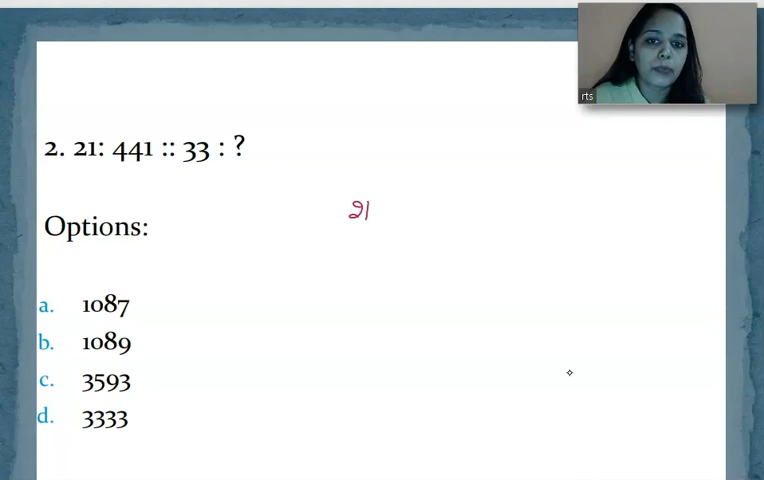 rts
2. 21: 441 :: 33 : ?
21
Options:
a. 1087
b. 1089
c. 3593
d. 3333